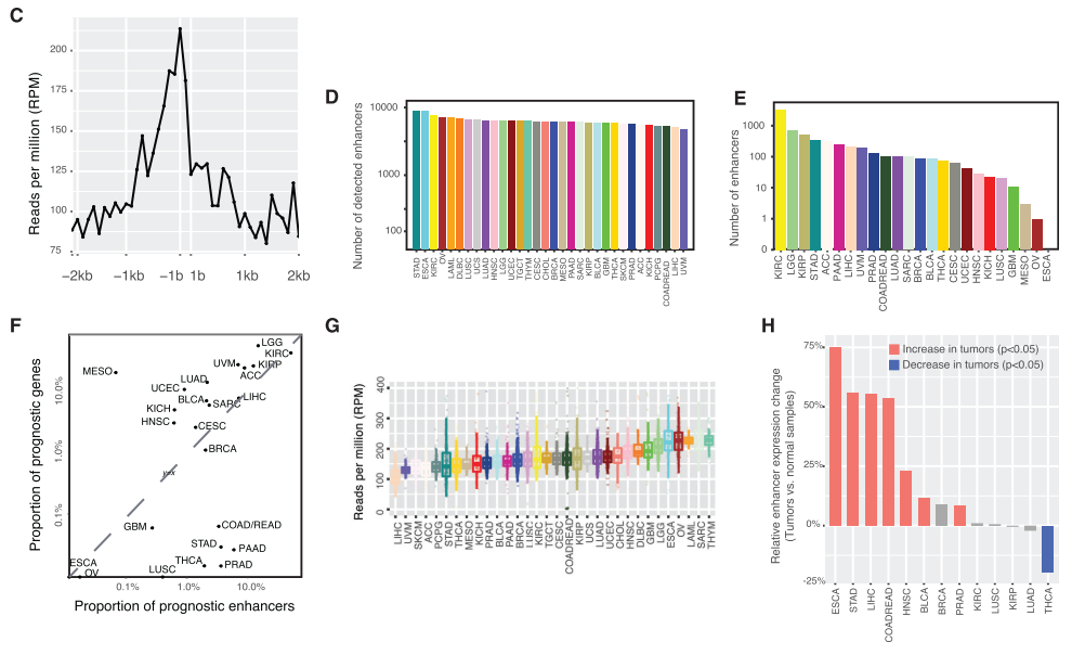 C
Reads per million (RPM)
200
175
150
125
100
75
−2kb −1kb −1b 1b 1kb 2kb
D
Number of detected enhancers
10000
1000
100
STAD ESCA KIRC OV LAML DLBC LUSC UCS LUAD HNSC LGG UCEC TGCT THYM CESC CHOL BRCA MESO PAAD SARC KIRP BLCA GBM THCA SKCM PRAD ACC KICH PCPG COADREAD LIHC UVM
E
Number of enhancers
1000
100
10
1
0
KIRC LGG KIRP STAD ACC PAAD LIHC UVM PRAD COADREAD LUAD SARC BRCA BLCA THCA CESC UCEC HNSC KICH LUSC GBM MESO OV ESCA
F
Proportion of prognostic genes
10.0%
1.0%
0.1%
LGG
KIRC
UVM KIRP
ACC
MESO
LUAD
UCEC
BLCA SARC LIHC
KICH
HNSC
CESC
BRCA
GBM COAD/READ
STAD PAAD
ESCA THCA PRAD
OV LUSC
0.1% 1.0% 10.0%
Proportion of prognostic enhancers
G
Reads per million (RPM)
400
300
200
100
0
LIHC UVM SKCM ACC PCPG STAD THCA MESO KICH PRAD BLCA PAAD BRCA LUSC KIRC TGCT CESC COADREAD KIRP UCS LUAD UCEC CHOL HNSC DLBC GBM LGG ESCA OV LAML SARC THYM
H
Relative enhancer expression change
(Tumors vs. normal samples)
75%
50%
25%
0%
-25%
Increase in tumors (p<0.05)
Decrease in tumors (p<0.05)
ESCA STAD LIHC COADREAD HNSC BLCA BRCA PRAD KIRC LUSC KIRP LUAD THCA